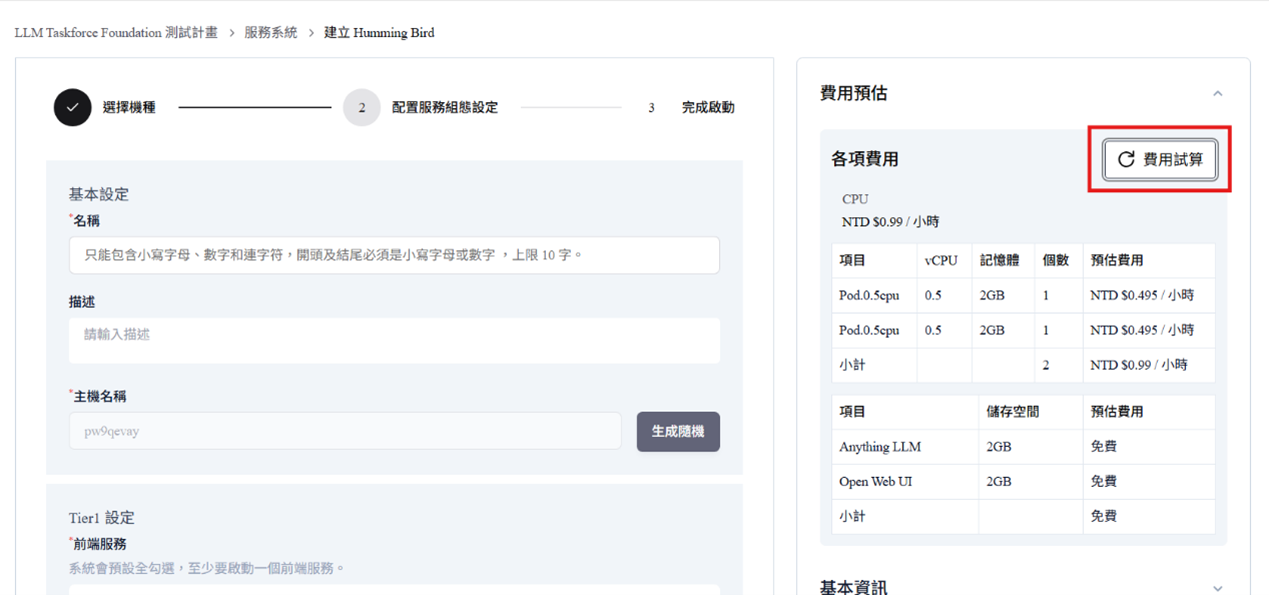 LLM Taskforce Foundation 測試計畫 > 服務系統 > 建立 Humming Bird
選擇機種
2 配置服務組態設定
3 完成啟動
基本設定
*名稱
只能包含小寫字母、數字和連字符，開頭及結尾必須是小寫字母或數字 ，上限 10 字。
描述
請輸入描述
*主機名稱
pw9qevay
生成隨機
Tier1 設定
*前端服務
系統會預設全勾選，至少要啟動一個前端服務。
費用預估
各項費用
費用試算
CPU
NTD $0.99 / 小時
項目 vCPU 記憶體 個數 預估費用
Pod.0.5cpu 0.5 2GB 1 NTD $0.495 / 小時
Pod.0.5cpu 0.5 2GB 1 NTD $0.495 / 小時
小計 2 NTD $0.99 / 小時
項目 儲存空間 預估費用
Anything LLM 2GB 免費
Open Web UI 2GB 免費
小計 免費
基本資訊